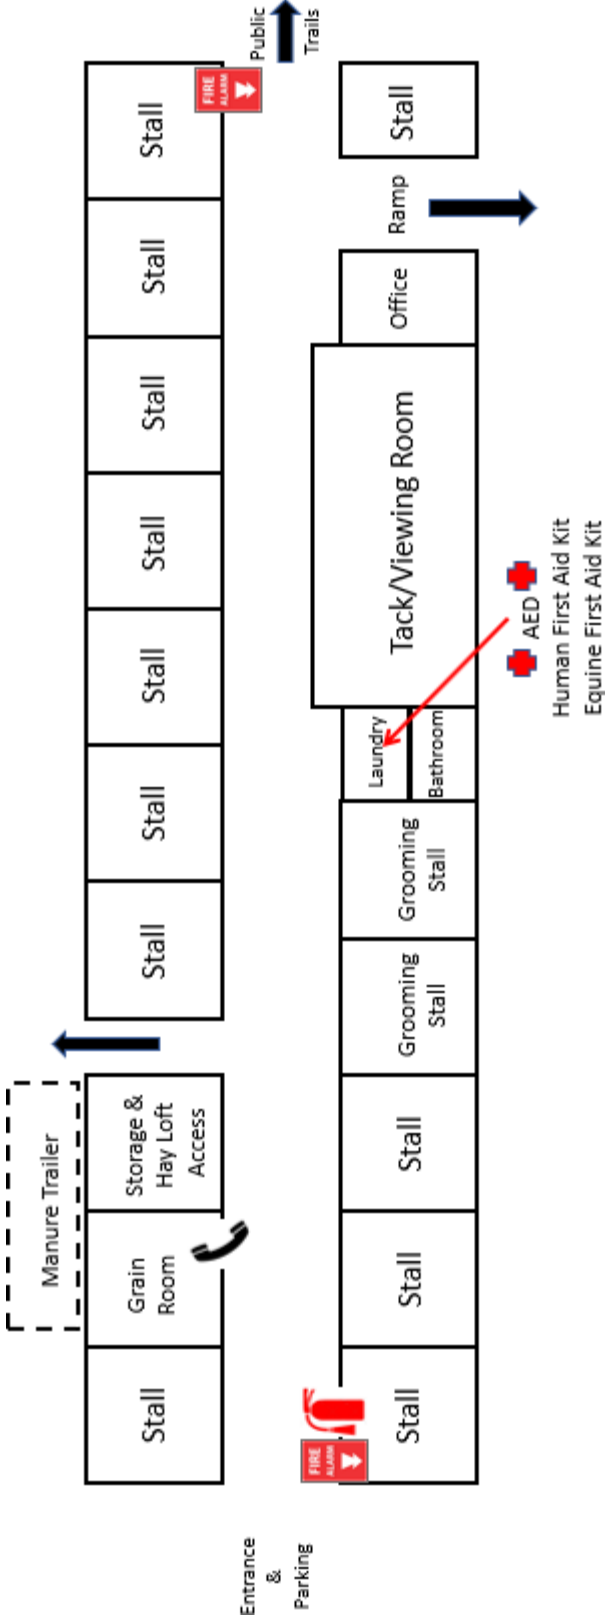 Manure Trailer
Stall
Grain
Room
Storage &
Hay Loft
Access
Stall
Stall
Stall
Stall
Stall
Stall
Stall
FIRE
ALARM
Entrance
&
Parking
Public
Trails
FIRE
ALARM
Stall
Stall
Stall
Grooming
Stall
Grooming
Stall
Laundry
Bathroom
Tack/Viewing Room
Office
Ramp
Stall
AED
Human First Aid Kit
Equine First Aid Kit